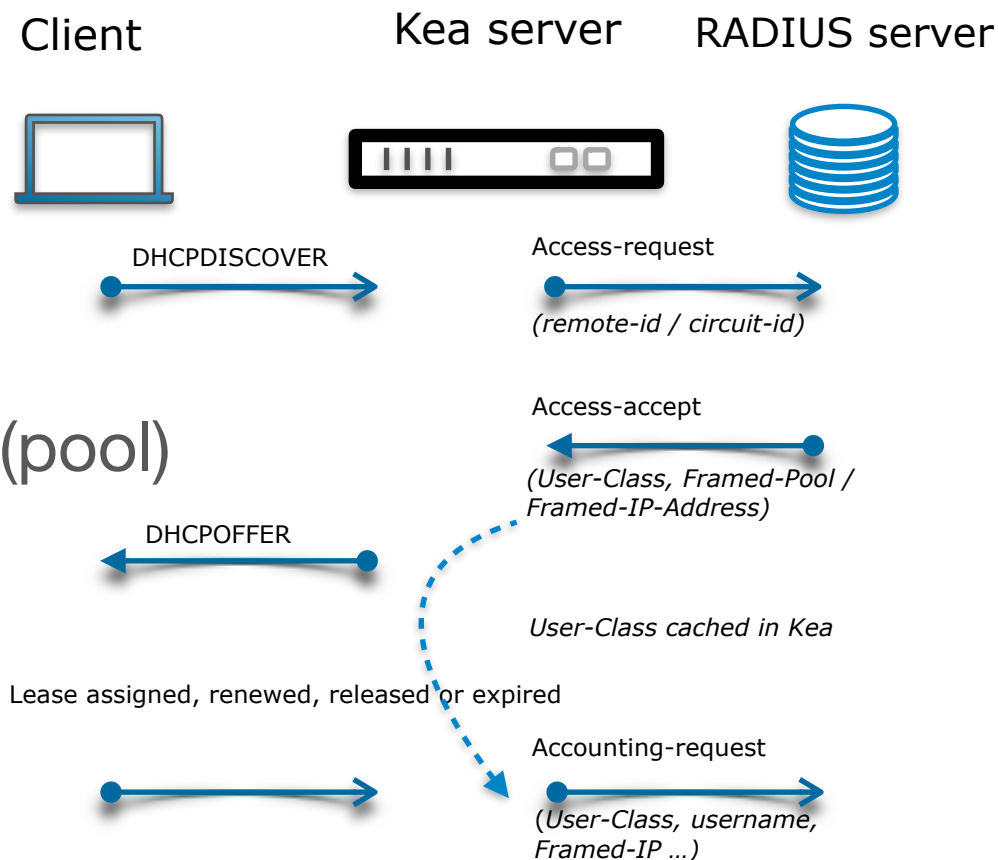 Client
Kea server
RADIUS server
DHCPDISCOVER
Access-request
(remote-id / circuit-id)
Access-accept
(pool)
(User-Class, Framed-Pool /
Framed-IP-Address)
DHCPOFFER
User-Class cached in Kea
Lease assigned, renewed, released or expired
Accounting-request
(User-Class, username,
Framed-IP …)